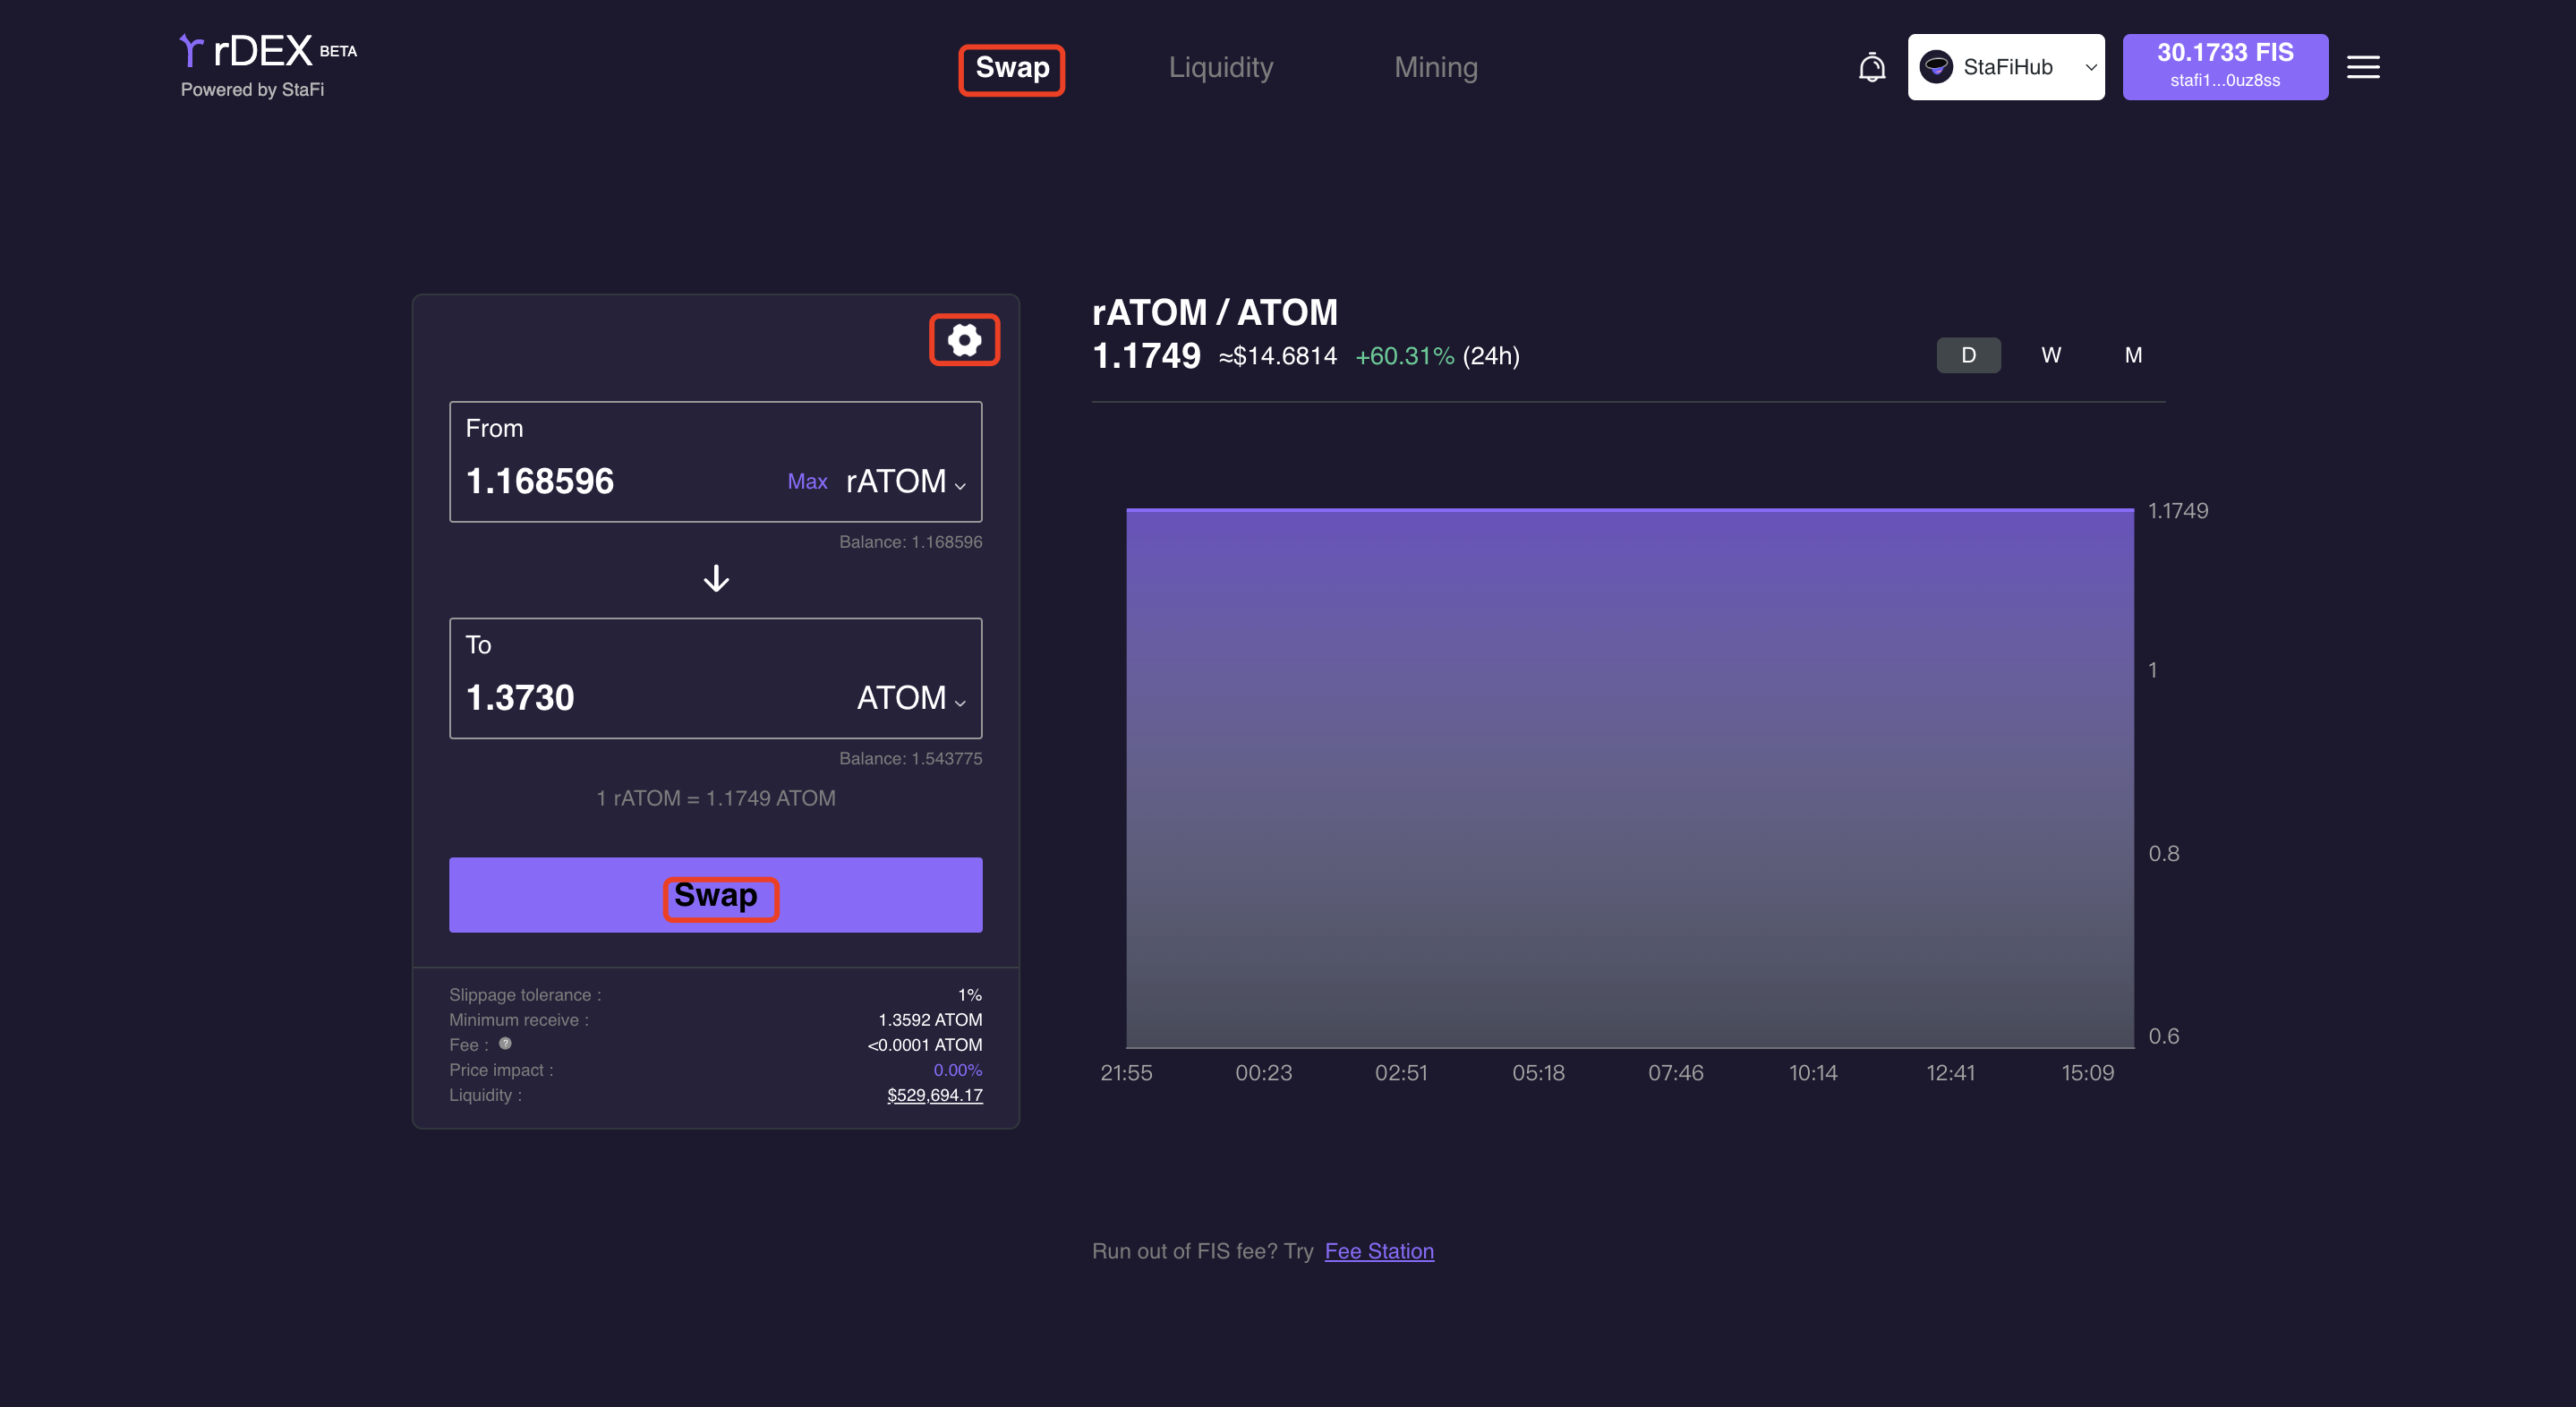 rDEX BETA
Powered by StaFi
Swap
Liquidity
Mining
StaFiHub
30.1733 FIS
stafi1...0uz8ss
From
1.168596 Max rATOM
Balance: 1.168596
To
1.3730 ATOM
Balance: 1.543775
1 rATOM = 1.1749 ATOM
Swap
Slippage tolerance : 1%
Minimum receive : 1.3592 ATOM
Fee : ? <0.0001 ATOM
Price impact : 0.00%
Liquidity : $529,694.17
rATOM / ATOM
1.1749 ≈$14.6814 +60.31% (24h)
D W M
1.1749
1
0.8
0.6
21:55 00:23 02:51 05:18 07:46 10:14 12:41 15:09
Run out of FIS fee? Try Fee Station